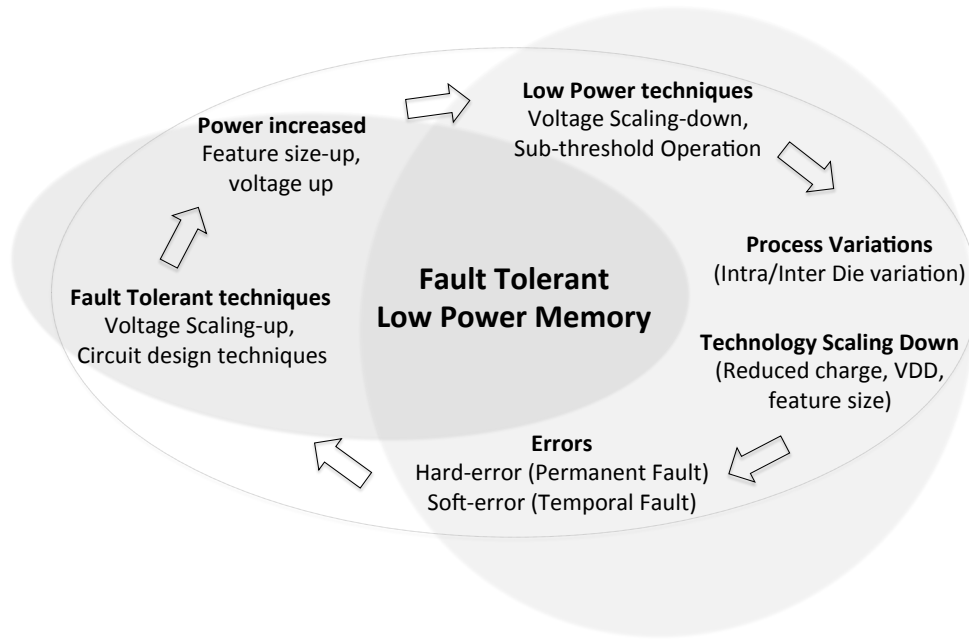 Low Power techniques
Voltage Scaling-down,
Sub-threshold Operation
Power increased
Feature size-up,
voltage up
Process Variations
(Intra/Inter Die variation)
Fault Tolerant
Low Power Memory
Fault Tolerant techniques
Voltage Scaling-up,
Circuit design techniques
Technology Scaling Down
(Reduced charge, VDD,
feature size)
Errors
Hard-error (Permanent Fault)
Soft-error (Temporal Fault)